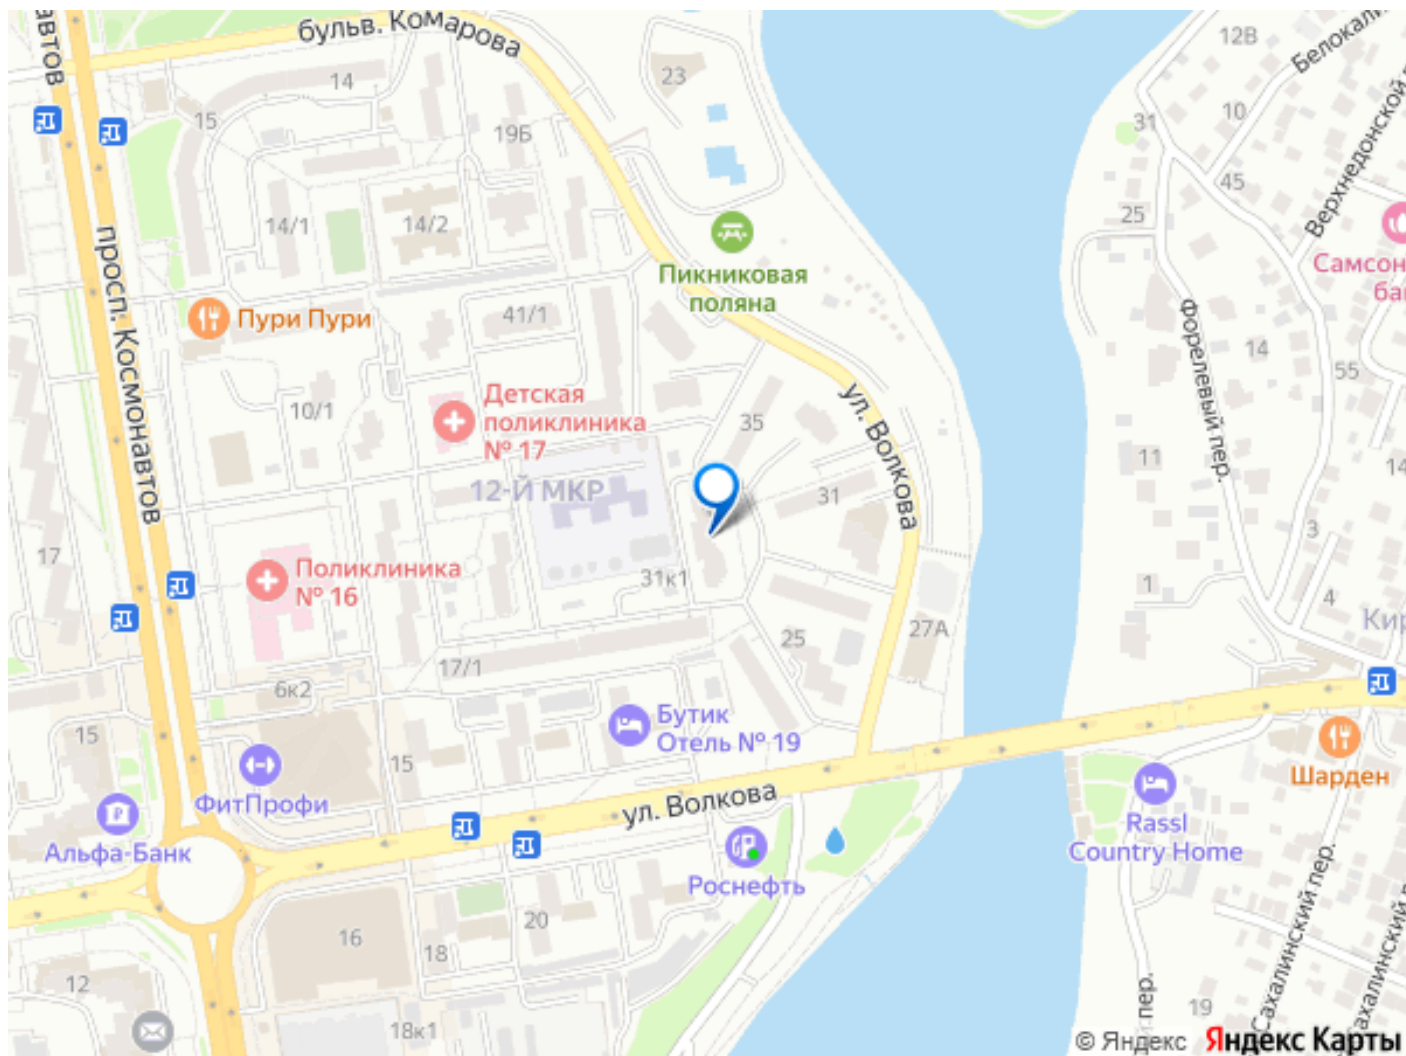 бульв. Комарова
12В
Белокали
23
14
15
19Б
31
10
45
Верхнедонской
25
14/1
14/2
просп. Космонавтов
Пикниковая
поляна
Самсон
ба
Пури Пури
41/1
Форелевый пер.
14
55
10/1
Детская
поликлиника
№ 17
35
ул. Волкова
11
14
12-Й МКР
31
17
3
Поликлиника
№ 16
31к1
1
4
Кир
25
27А
17/1
6к2
Бутик
Отель № 19
15
15
ФитПрофи
Шарден
ул. Волкова
Альфа-Банк
Rassl
Country Home
Роснефть
20
16
18
Сахалинский пер.
12
19
пер.
18к1
© Яндекс
Яндекс Карты